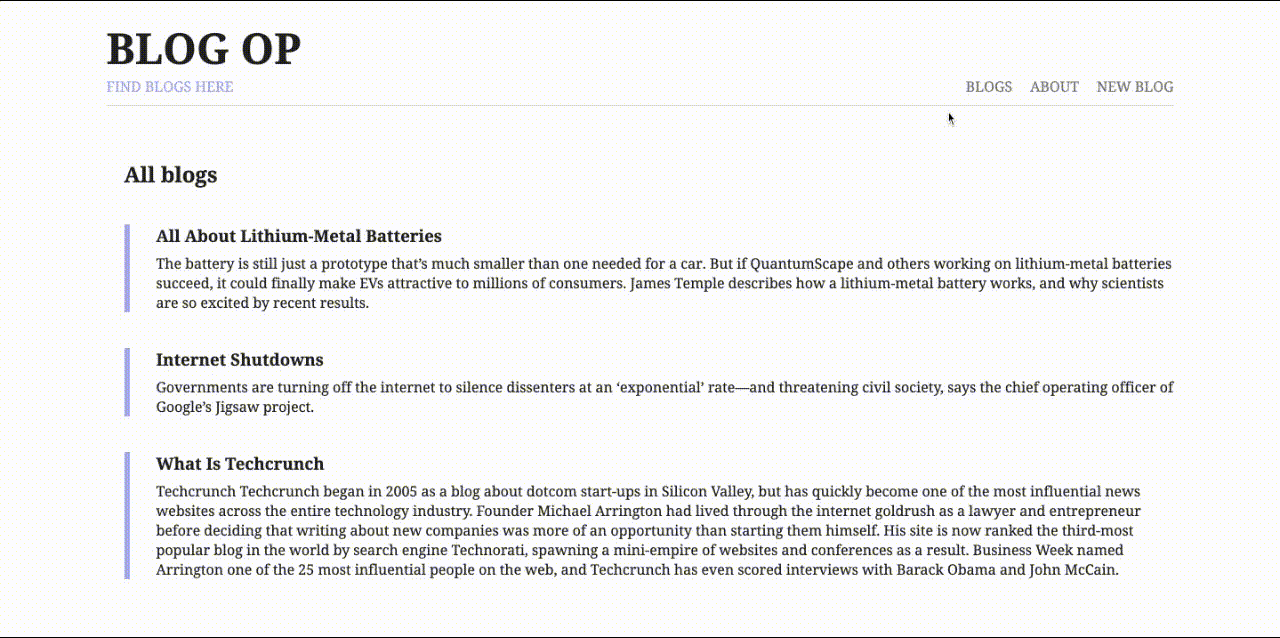 BLOG OP
FIND BLOGS HERE
BLOGS ABOUT NEW BLOG
All blogs
All About Lithium-Metal Batteries
The battery is still just a prototype that’s much smaller than one needed for a car. But if QuantumScape and others working on lithium-metal batteries
succeed, it could finally make EVs attractive to millions of consumers. James Temple describes how a lithium-metal battery works, and why scientists
are so excited by recent results.
Internet Shutdowns
Governments are turning off the internet to silence dissenters at an ‘exponential’ rate—and threatening civil society, says the chief operating officer of
Google’s Jigsaw project.
What Is Techcrunch
Techcrunch Techcrunch began in 2005 as a blog about dotcom start-ups in Silicon Valley, but has quickly become one of the most influential news
websites across the entire technology industry. Founder Michael Arrington had lived through the internet goldrush as a lawyer and entrepreneur
before deciding that writing about new companies was more of an opportunity than starting them himself. His site is now ranked the third-most
popular blog in the world by search engine Technorati, spawning a mini-empire of websites and conferences as a result. Business Week named
Arrington one of the 25 most influential people on the web, and Techcrunch has even scored interviews with Barack Obama and John McCain.